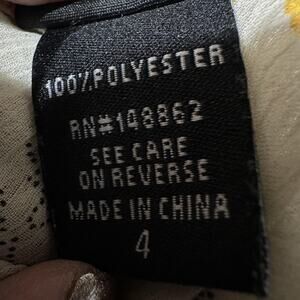 100% POLYESTER
RN#148862
SEE CARE
ON REVERSE
MADE IN CHINA
4